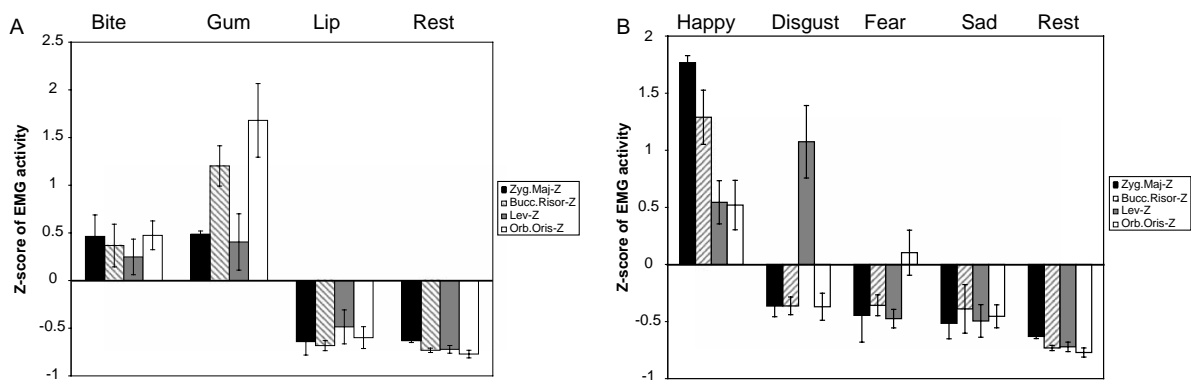 A
Bite Gum Lip Rest
2.5
2
1.5
1
0.5
0
-0.5
-1
Z-score of EMG activity
Zyg.Maj-Z
Bucc.Risor-Z
Lev-Z
Orb.Oris-Z
B
Happy Disgust Fear Sad Rest
2
1.5
1
0.5
0
-0.5
-1
Z-score of EMG activity
Zyg.Maj-Z
Bucc.Risor-Z
Lev-Z
Orb.Oris-Z